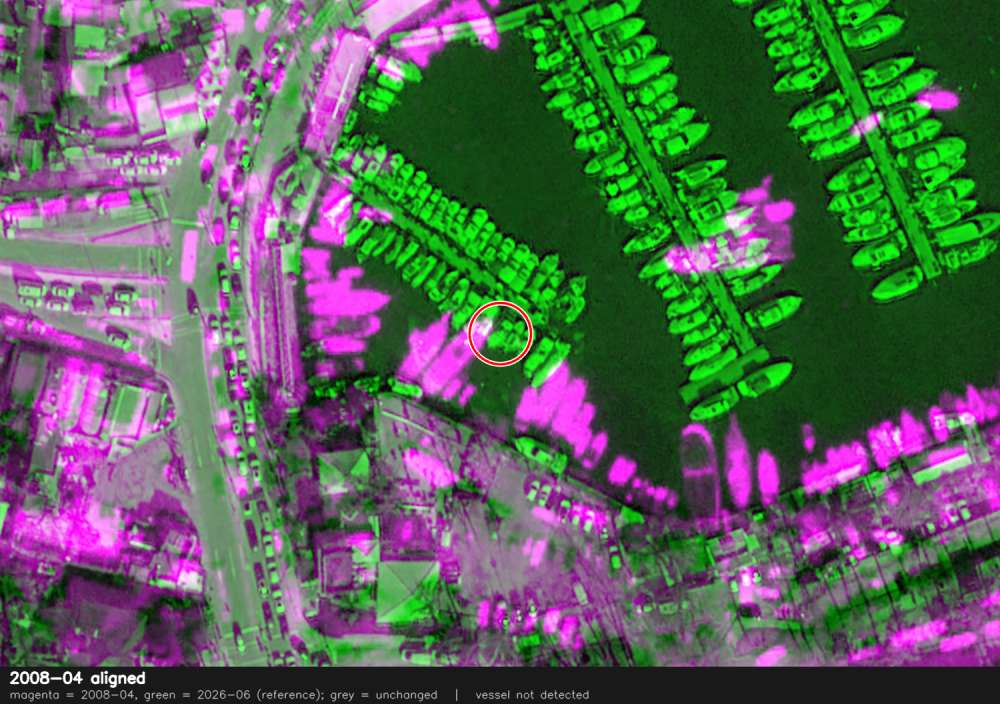 2008-04 aligned
magenta = 2008-04, green = 2026-06 (reference); grey = unchanged | vessel not detected